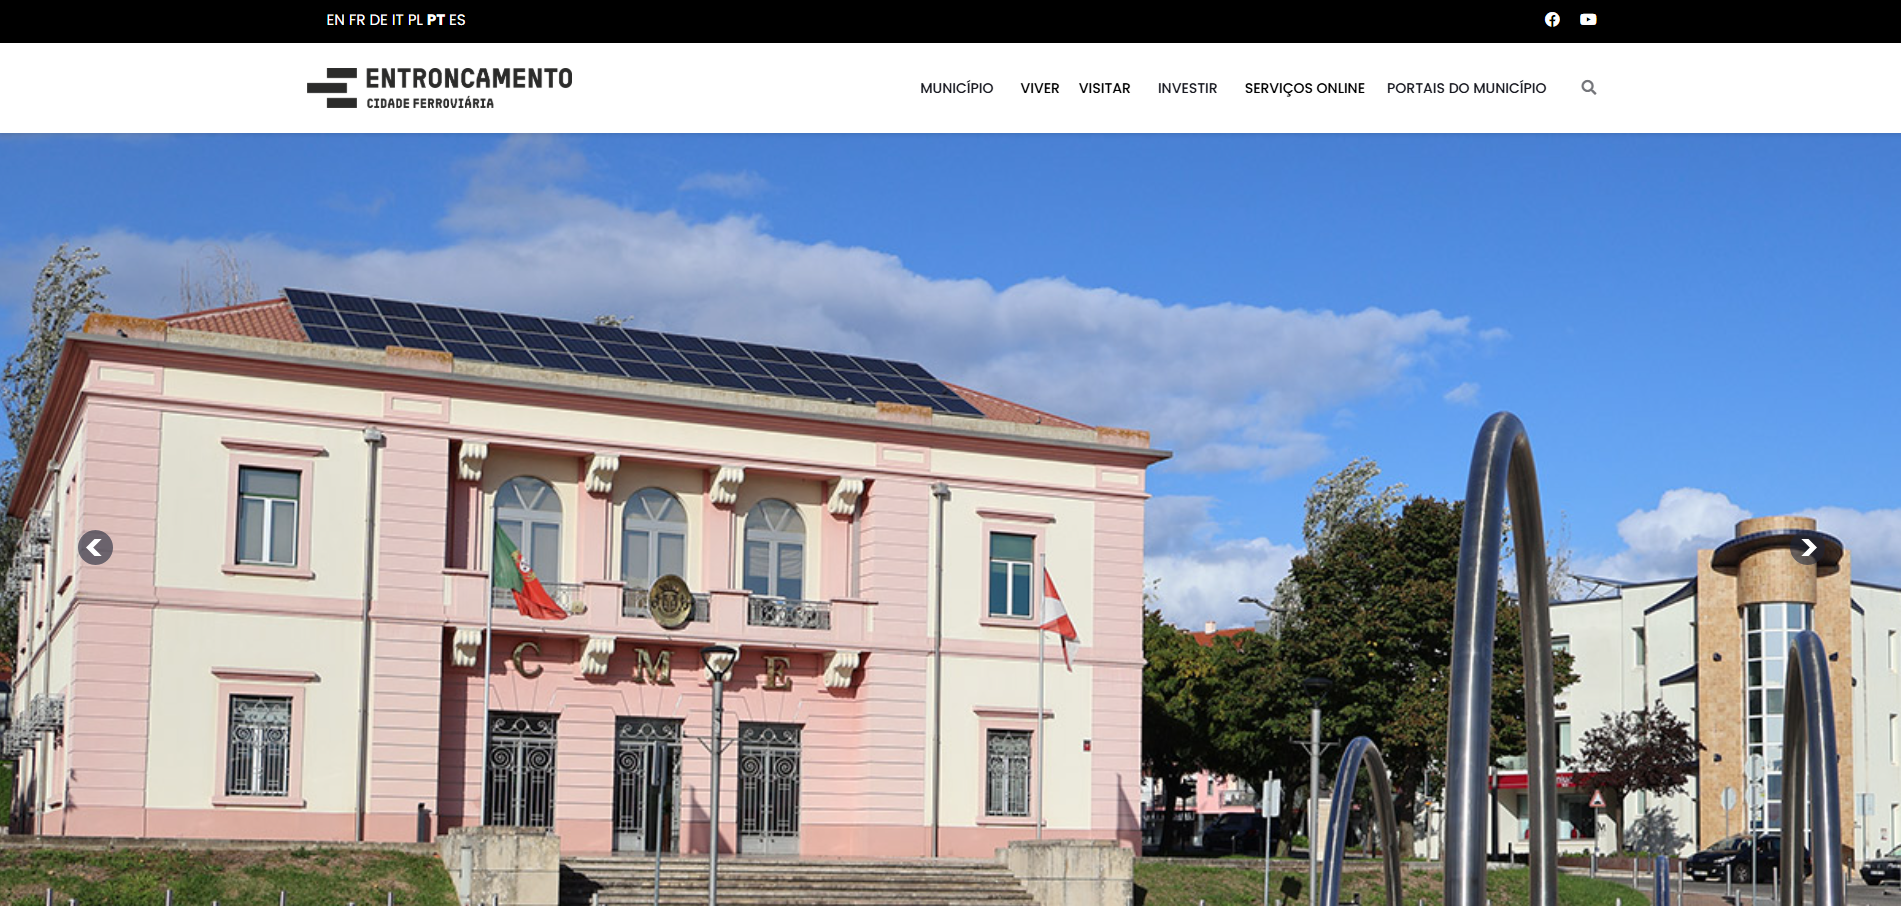 EN FR DE IT PL PT ES
ENTRONCAMENTO
CIDADE FERROVIÁRIA
MUNICÍPIO VIVER VISITAR INVESTIR SERVIÇOS ONLINE PORTAIS DO MUNICÍPIO
C M E